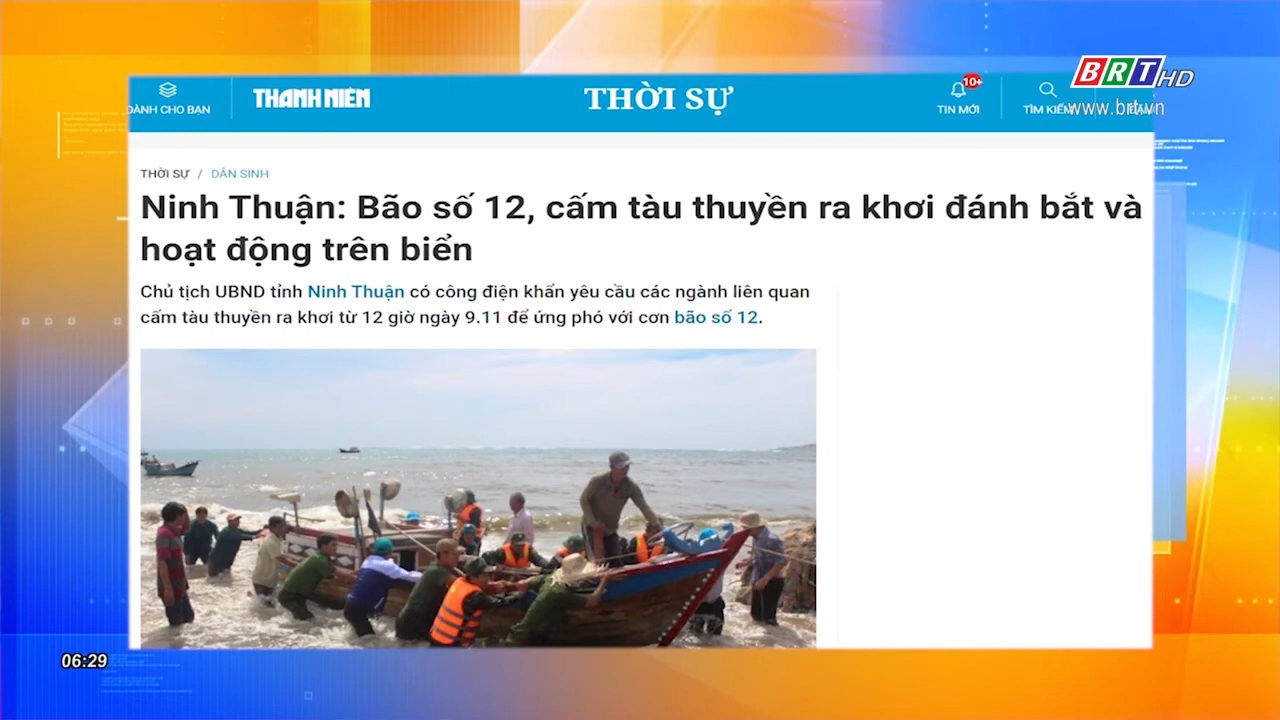 BRT HD
www.brt.vn
DÀNH CHO BẠN
THANH NIÊN
THỜI SỰ
10+
TIN MỚI
TÌM KIẾM
THỜI SỰ / DÂN SINH
Ninh Thuận: Bão số 12, cấm tàu thuyền ra khơi đánh bắt và
hoạt động trên biển
Chủ tịch UBND tỉnh Ninh Thuận có công điện khẩn yêu cầu các ngành liên quan
cấm tàu thuyền ra khơi từ 12 giờ ngày 9.11 để ứng phó với cơn bão số 12.
06:29